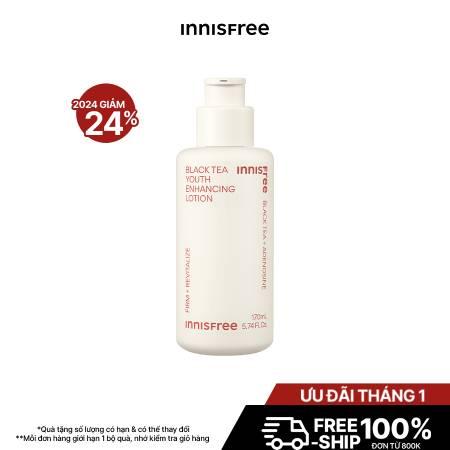 innisfree
2024 GIẢM
24%
BLACK TEA
YOUTH
ENHANCING
LOTION
innisfree
BLACK TEA + ADENOSINE
FIRM + REVITALIZE
170mL
5.74 FL.Oz
innisfree
ƯU ĐÃI THÁNG 1
*Quà tặng số lượng có hạn & có thể thay đổi
**Mỗi đơn hàng giới hạn 1 bộ quà, nhớ kiểm tra giỏ hàng
FREE
-SHIP
100%
ĐƠN TỪ 800K